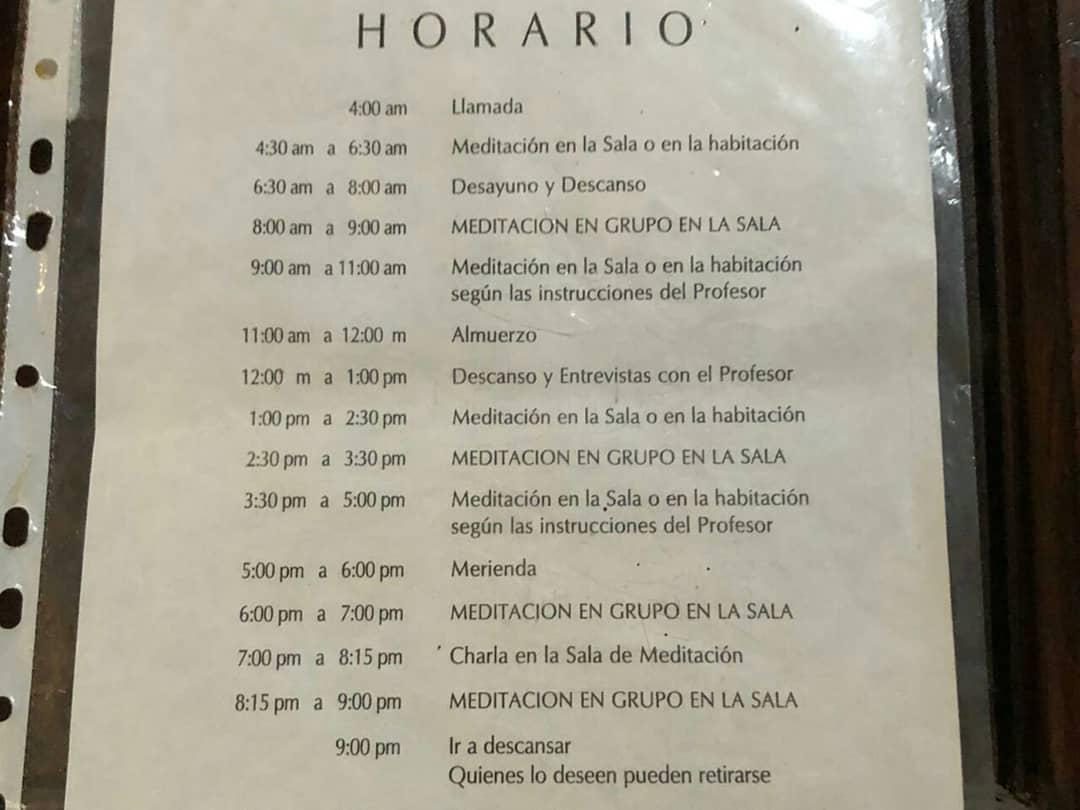 HORARIO
4:00 am Llamada
4:30 am a 6:30 am Meditación en la Sala o en la habitación
6:30 am a 8:00 am Desayuno y Descanso
8:00 am a 9:00 am MEDITACION EN GRUPO EN LA SALA
9:00 am a 11:00 am Meditación en la Sala o en la habitación
según las instrucciones del Profesor
11:00 am a 12:00 m Almuerzo
12:00 m a 1:00 pm Descanso y Entrevistas con el Profesor
1:00 pm a 2:30 pm Meditación en la Sala o en la habitación
2:30 pm a 3:30 pm MEDITACION EN GRUPO EN LA SALA
3:30 pm a 5:00 pm Meditación en la Sala o en la habitación
según las instrucciones del Profesor
5:00 pm a 6:00 pm Merienda
6:00 pm a 7:00 pm MEDITACION EN GRUPO EN LA SALA
7:00 pm a 8:15 pm Charla en la Sala de Meditación
8:15 pm a 9:00 pm MEDITACION EN GRUPO EN LA SALA
9:00 pm Ir a descansar
Quienes lo deseen pueden retirarse